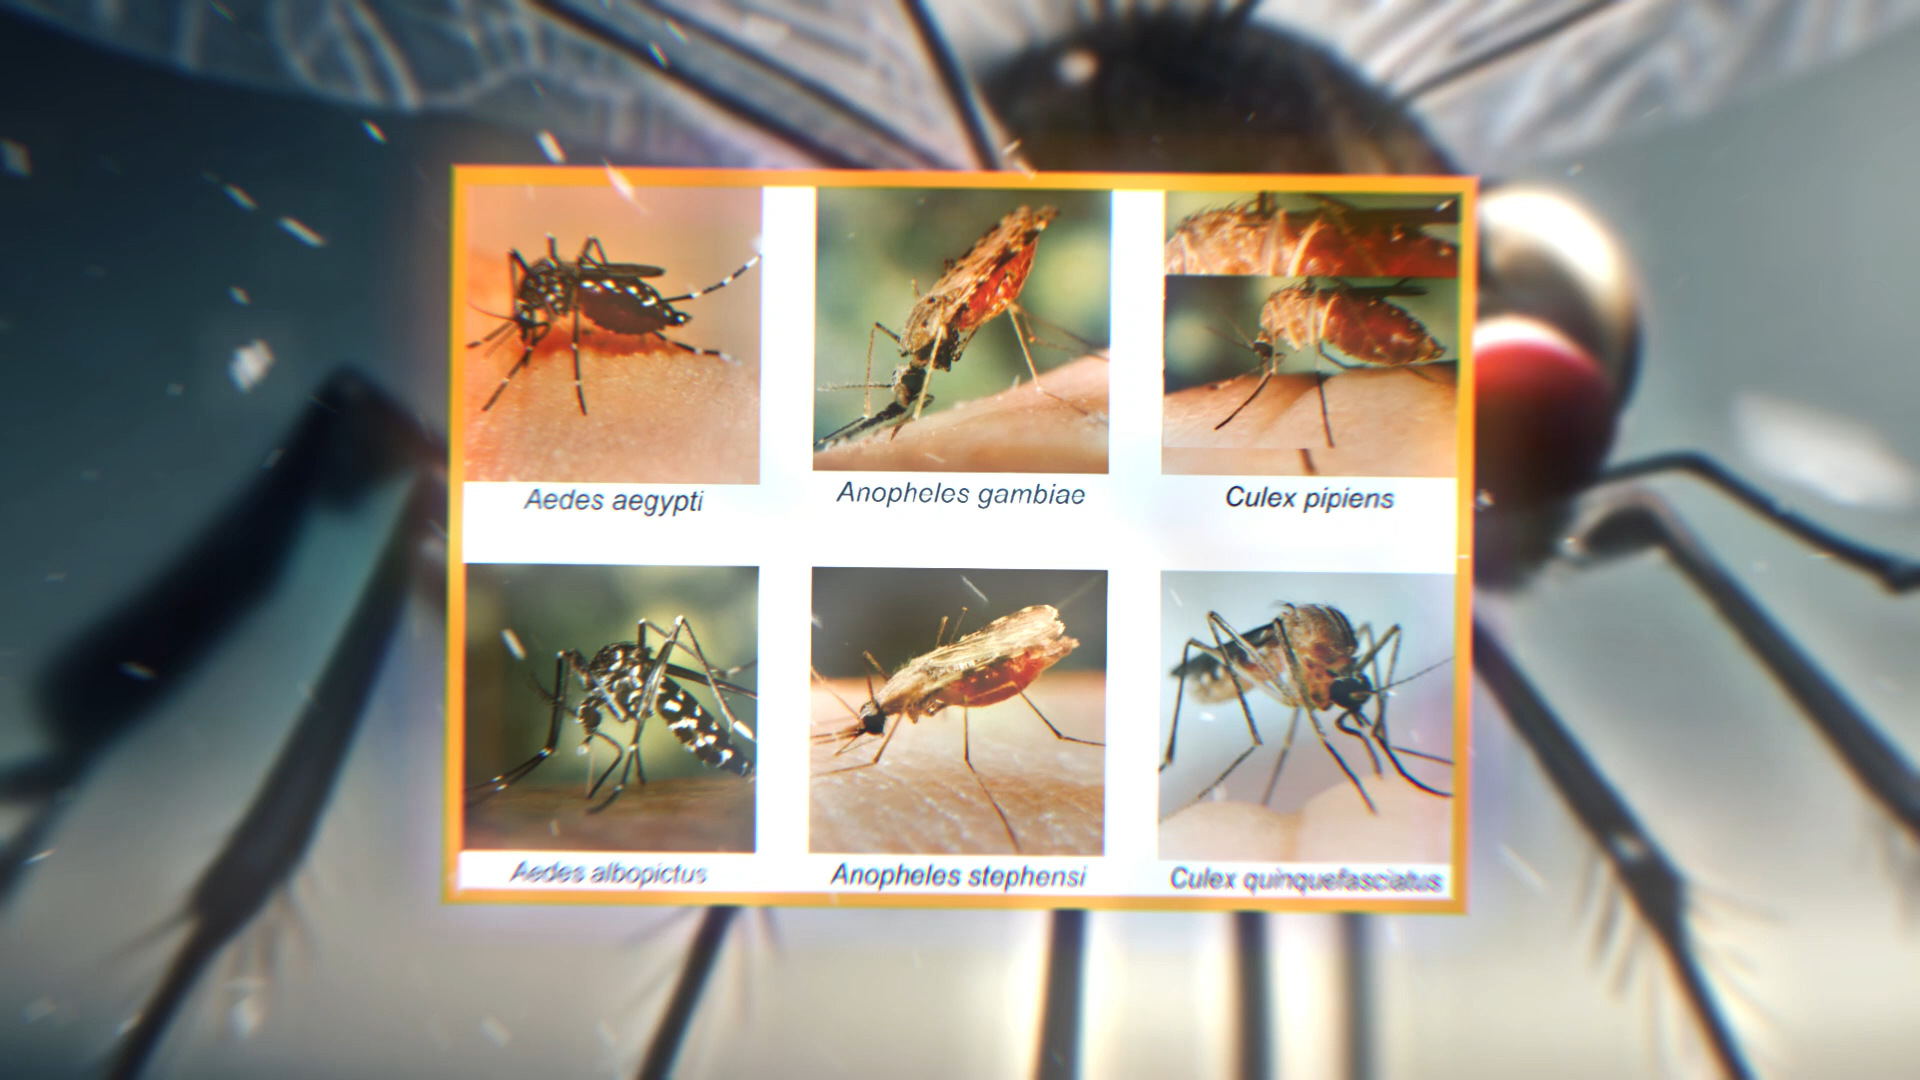 Aedes aegypti
Anopheles gambiae
Culex pipiens
Aedes albopictus
Anopheles stephensi
Culex quinquefasciatus